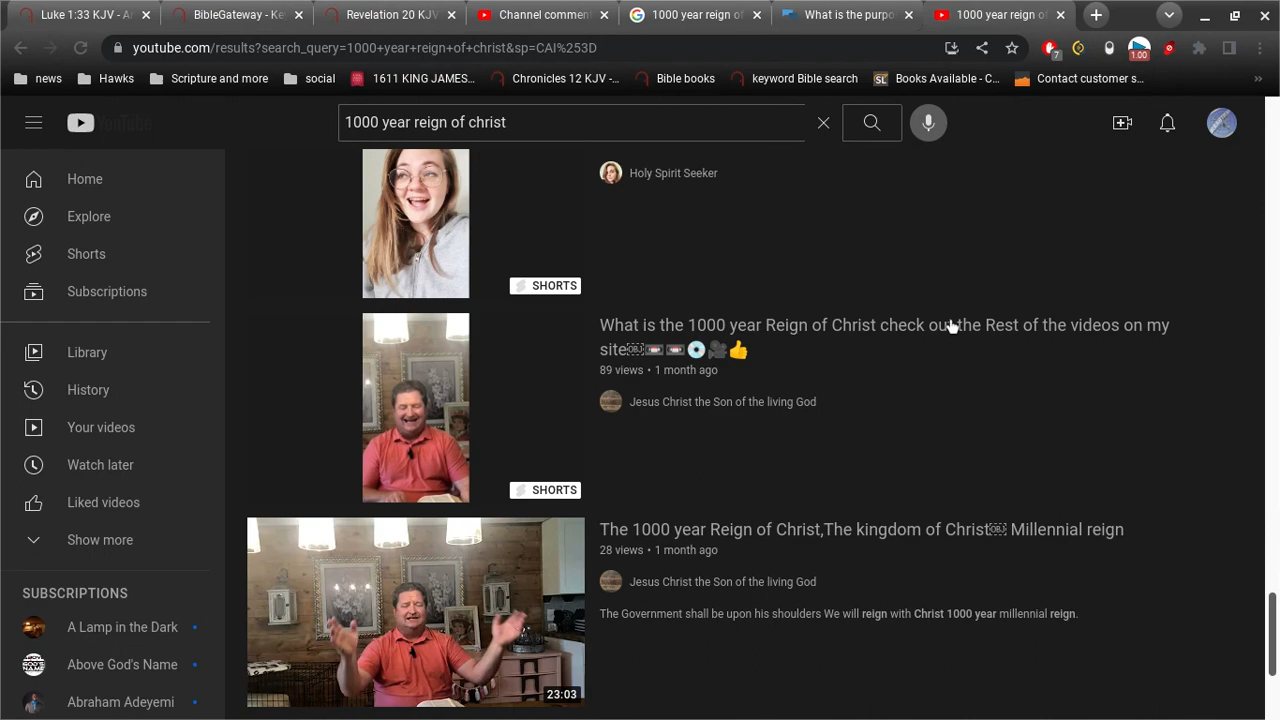 Luke 1:33 KJV - A
BibleGateway - Ke
Revelation 20 KJV
Channel commen
1000 year reign of
What is the purpo
1000 year reign of
youtube.com/results?search_query=1000+year+reign+of+christ&sp=CAI%253D
7
1.00
news
Hawks
Scripture and more
social
1611 KING JAMES...
Chronicles 12 KJV -...
Bible books
keyword Bible search
SL Books Available - C...
Contact customer s...
YouTube
1000 year reign of christ
Home
Explore
Shorts
Subscriptions
Library
History
Your videos
Watch later
Liked videos
Show more
SUBSCRIPTIONS
A Lamp in the Dark
Above God's Name
Abraham Adeyemi
Holy Spirit Seeker
SHORTS
What is the 1000 year Reign of Christ check out the Rest of the videos on my
site￼📼📼💿🎥👍
89 views • 1 month ago
Jesus Christ the Son of the living God
SHORTS
The 1000 year Reign of Christ,The kingdom of Christ￼ Millennial reign
28 views • 1 month ago
Jesus Christ the Son of the living God
The Government shall be upon his shoulders We will reign with Christ 1000 year millennial reign.
23:03